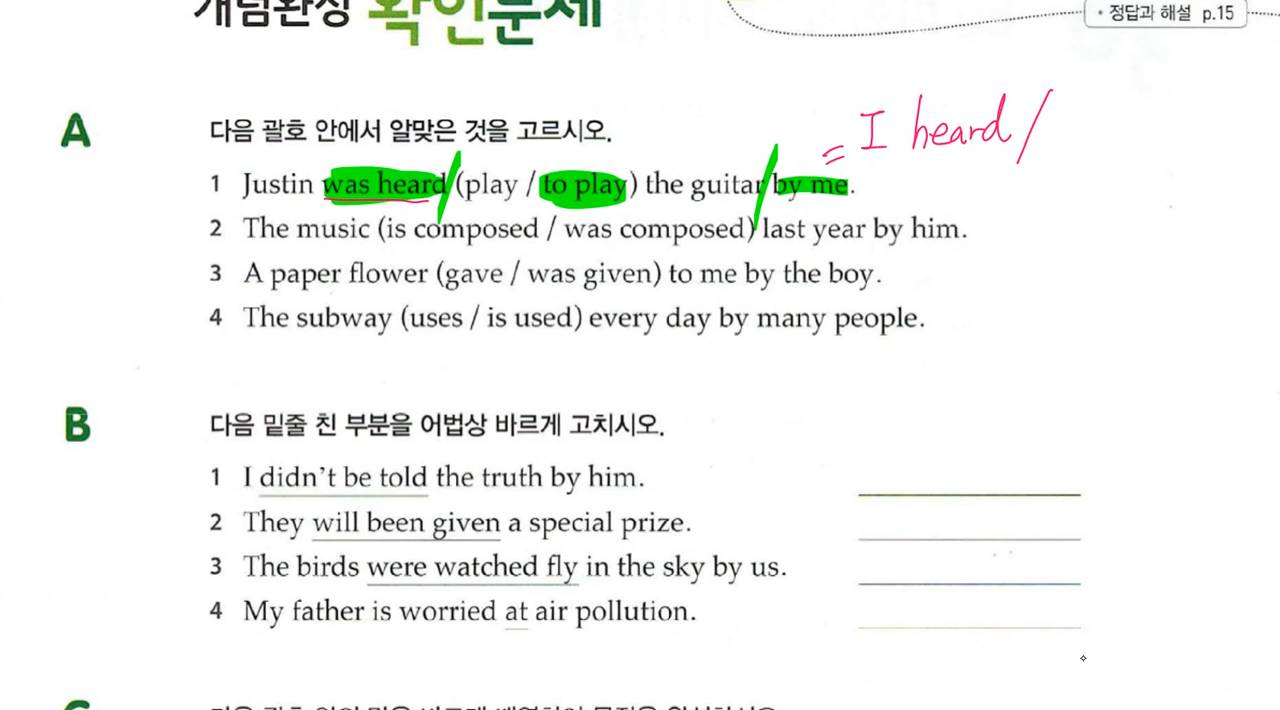 개념완성 확인문제
• 정답과 해설 p.15
A 다음 괄호 안에서 알맞은 것을 고르시오.
= I heard /
1 Justin was heard / (play / to play) the guitar / by me.
2 The music (is composed / was composed) last year by him.
3 A paper flower (gave / was given) to me by the boy.
4 The subway (uses / is used) every day by many people.
B 다음 밑줄 친 부분을 어법상 바르게 고치시오.
1 I didn't be told the truth by him.
2 They will been given a special prize.
3 The birds were watched fly in the sky by us.
4 My father is worried at air pollution.